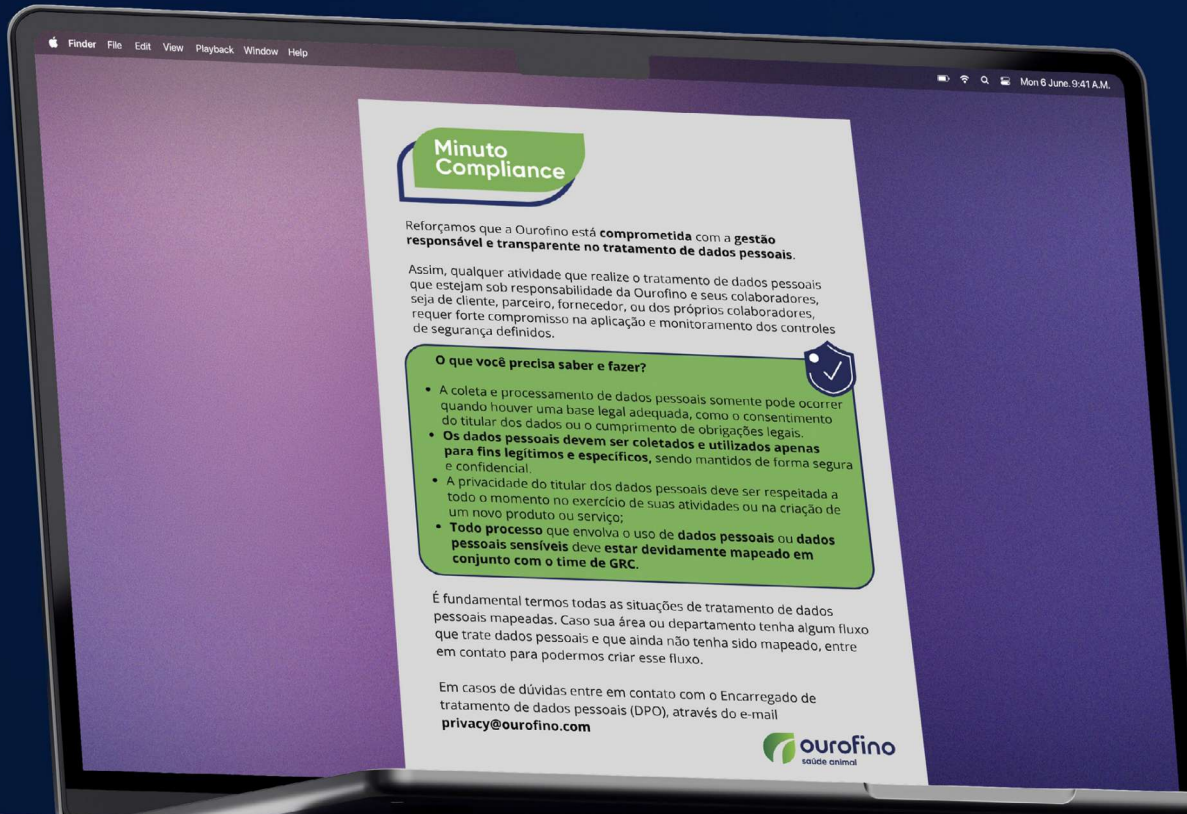 Finder File Edit View Playback Window Help
Mon 6 June. 9:41 A.M.
Minuto
Compliance
Reforçamos que a Ourofino está comprometida com a gestão
responsável e transparente no tratamento de dados pessoais.
Assim, qualquer atividade que realize o tratamento de dados pessoais
que estejam sob responsabilidade da Ourofino e seus colaboradores,
seja de cliente, parceiro, fornecedor, ou dos próprios colaboradores,
requer forte compromisso na aplicação e monitoramento dos controles
de segurança definidos.
O que você precisa saber e fazer?
• A coleta e processamento de dados pessoais somente pode ocorrer
quando houver uma base legal adequada, como o consentimento
do titular dos dados ou o cumprimento de obrigações legais.
• Os dados pessoais devem ser coletados e utilizados apenas
para fins legítimos e específicos, sendo mantidos de forma segura
e confidencial.
• A privacidade do titular dos dados pessoais deve ser respeitada a
todo o momento no exercício de suas atividades ou na criação de
um novo produto ou serviço;
• Todo processo que envolva o uso de dados pessoais ou dados
pessoais sensíveis deve estar devidamente mapeado em
conjunto com o time de GRC.
É fundamental termos todas as situações de tratamento de dados
pessoais mapeadas. Caso sua área ou departamento tenha algum fluxo
que trate dados pessoais e que ainda não tenha sido mapeado, entre
em contato para podermos criar esse fluxo.
Em casos de dúvidas entre em contato com o Encarregado de
tratamento de dados pessoais (DPO), através do e-mail
privacy@ourofino.com
ourofino
saúde animal